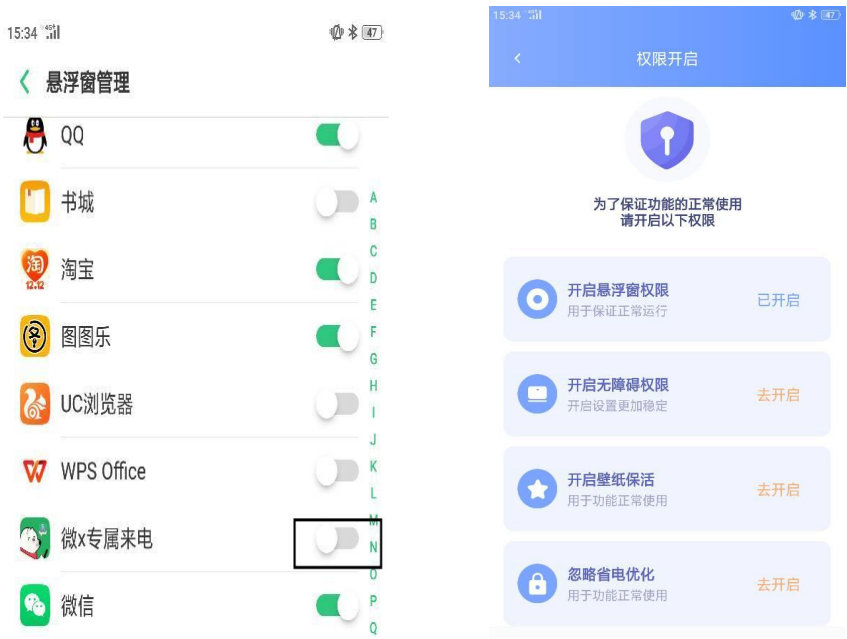 15:34 4G
47
悬浮窗管理
QQ
书城
淘宝
淘
12.12
图图乐
UC浏览器
WPS Office
微x专属来电
微信
A
B
C
D
E
F
G
H
I
J
K
L
M
N
O
P
Q
15:34 4G
47
权限开启
为了保证功能的正常使用
请开启以下权限
开启悬浮窗权限
用于保证正常运行
已开启
开启无障碍权限
开启设置更加稳定
去开启
开启壁纸保活
用于功能正常使用
去开启
忽略省电优化
用于功能正常使用
去开启